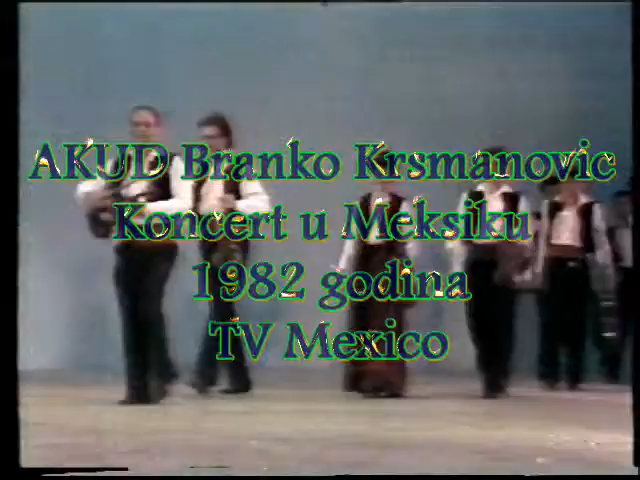 AKUD Branko Krsmanovic
Koncert u Meksiku
1982 godina
TV Mexico